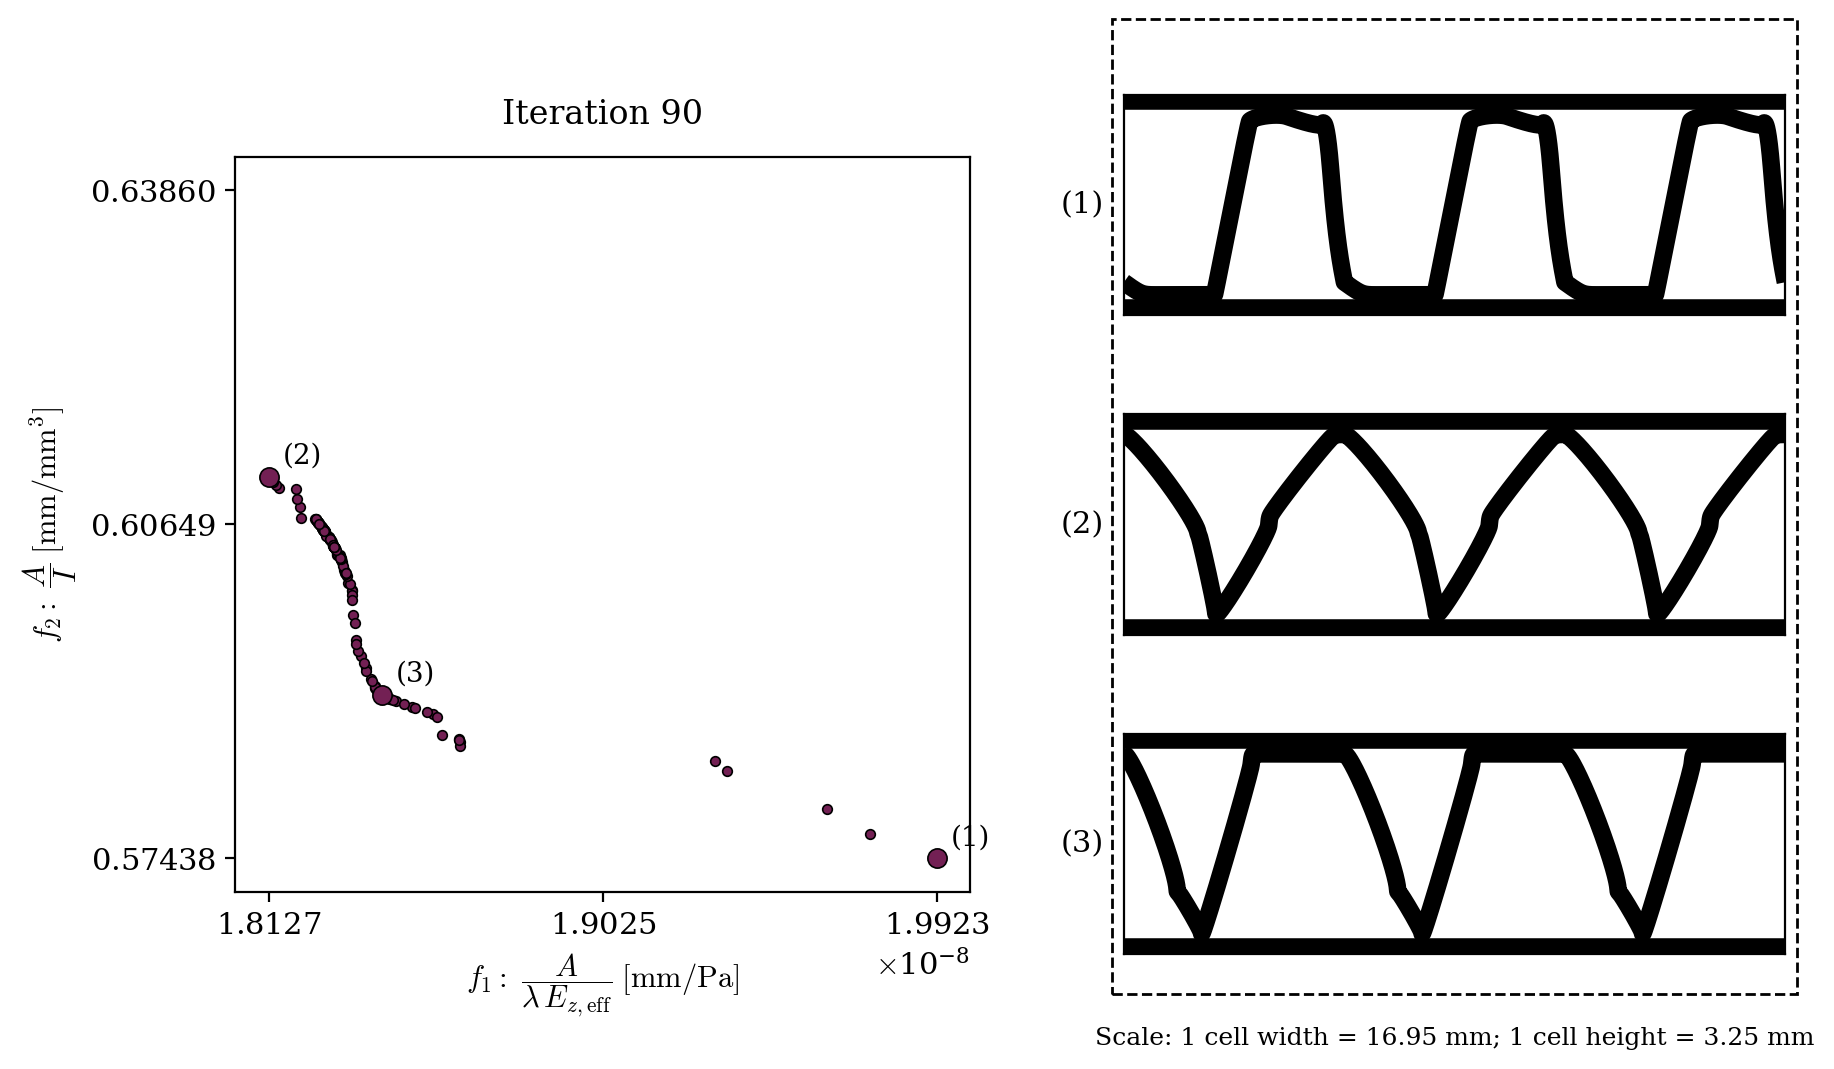 Iteration 90
0.63860
0.60649
0.57438
f₂ : A/I [mm/mm³]
(2)
(3)
(1)
1.8127 1.9025 1.9923
×10⁻⁸
f₁ : A/(λ E_z,eff) [mm/Pa]
(1)
(2)
(3)
Scale: 1 cell width = 16.95 mm; 1 cell height = 3.25 mm